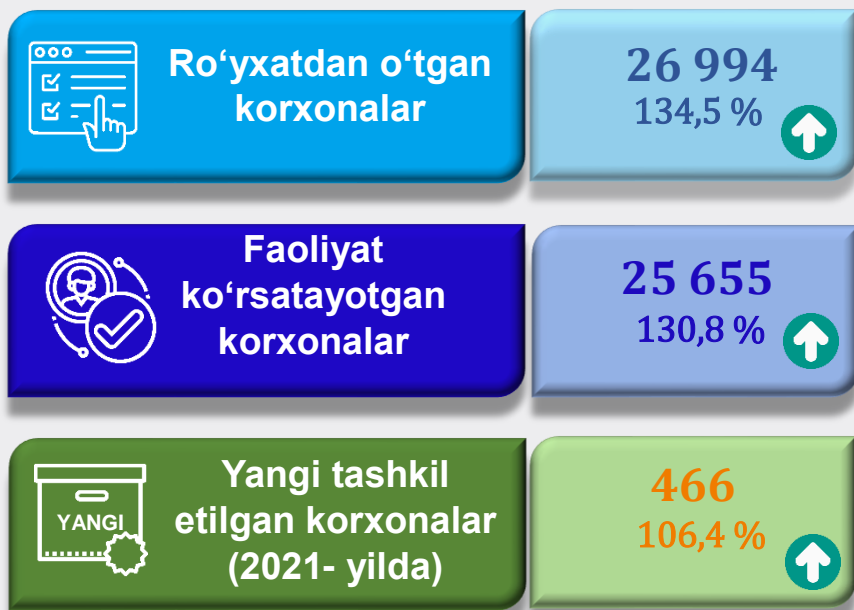 Ro‘yxatdan o‘tgan
korxonalar
26 994
134,5 %
Faoliyat
ko‘rsatayotgan
korxonalar
25 655
130,8 %
YANGI
Yangi tashkil
etilgan korxonalar
(2021- yilda)
466
106,4 %